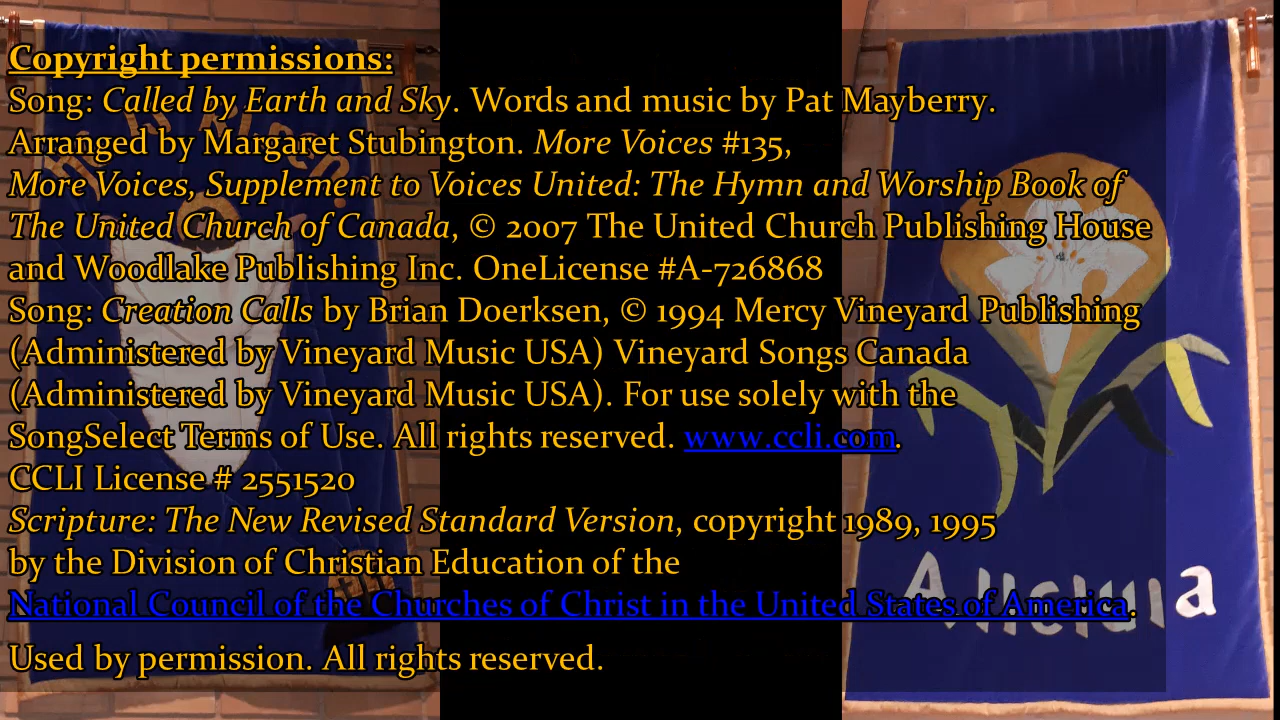 Copyright permissions:
Song: Called by Earth and Sky. Words and music by Pat Mayberry.
Arranged by Margaret Stubington. More Voices #135,
More Voices, Supplement to Voices United: The Hymn and Worship Book of
The United Church of Canada, © 2007 The United Church Publishing House
and Woodlake Publishing Inc. OneLicense #A-726868
Song: Creation Calls by Brian Doerksen, © 1994 Mercy Vineyard Publishing
(Administered by Vineyard Music USA) Vineyard Songs Canada
(Administered by Vineyard Music USA). For use solely with the
SongSelect Terms of Use. All rights reserved. www.ccli.com.
CCLI License # 2551520
Scripture: The New Revised Standard Version, copyright 1989, 1995
by the Division of Christian Education of the
National Council of the Churches of Christ in the United States of America.
Used by permission. All rights reserved.
Alleluia